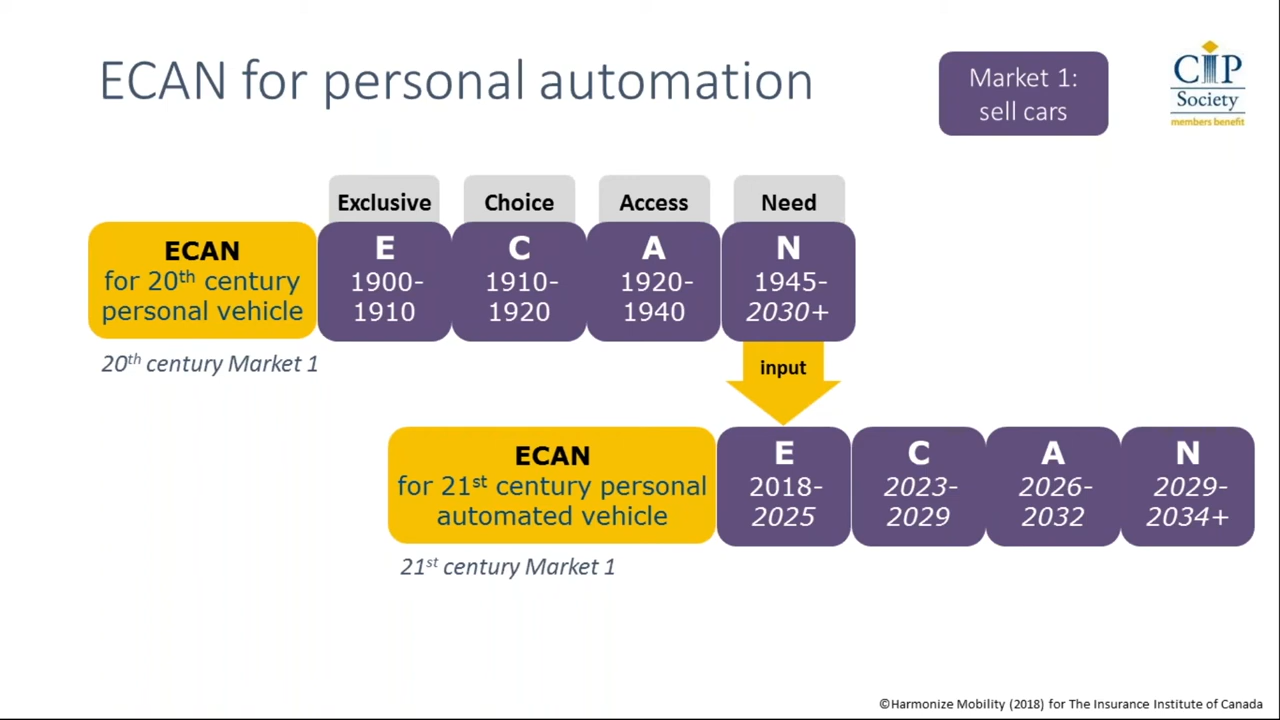 ECAN for personal automation
Market 1:
sell cars
CIP
Society
members benefit
Exclusive
Choice
Access
Need
ECAN
for 20th century
personal vehicle
E
1900-
1910
C
1910-
1920
A
1920-
1940
N
1945-
2030+
20th century Market 1
input
ECAN
for 21st century personal
automated vehicle
E
2018-
2025
C
2023-
2029
A
2026-
2032
N
2029-
2034+
21st century Market 1
©Harmonize Mobility (2018) for The Insurance Institute of Canada